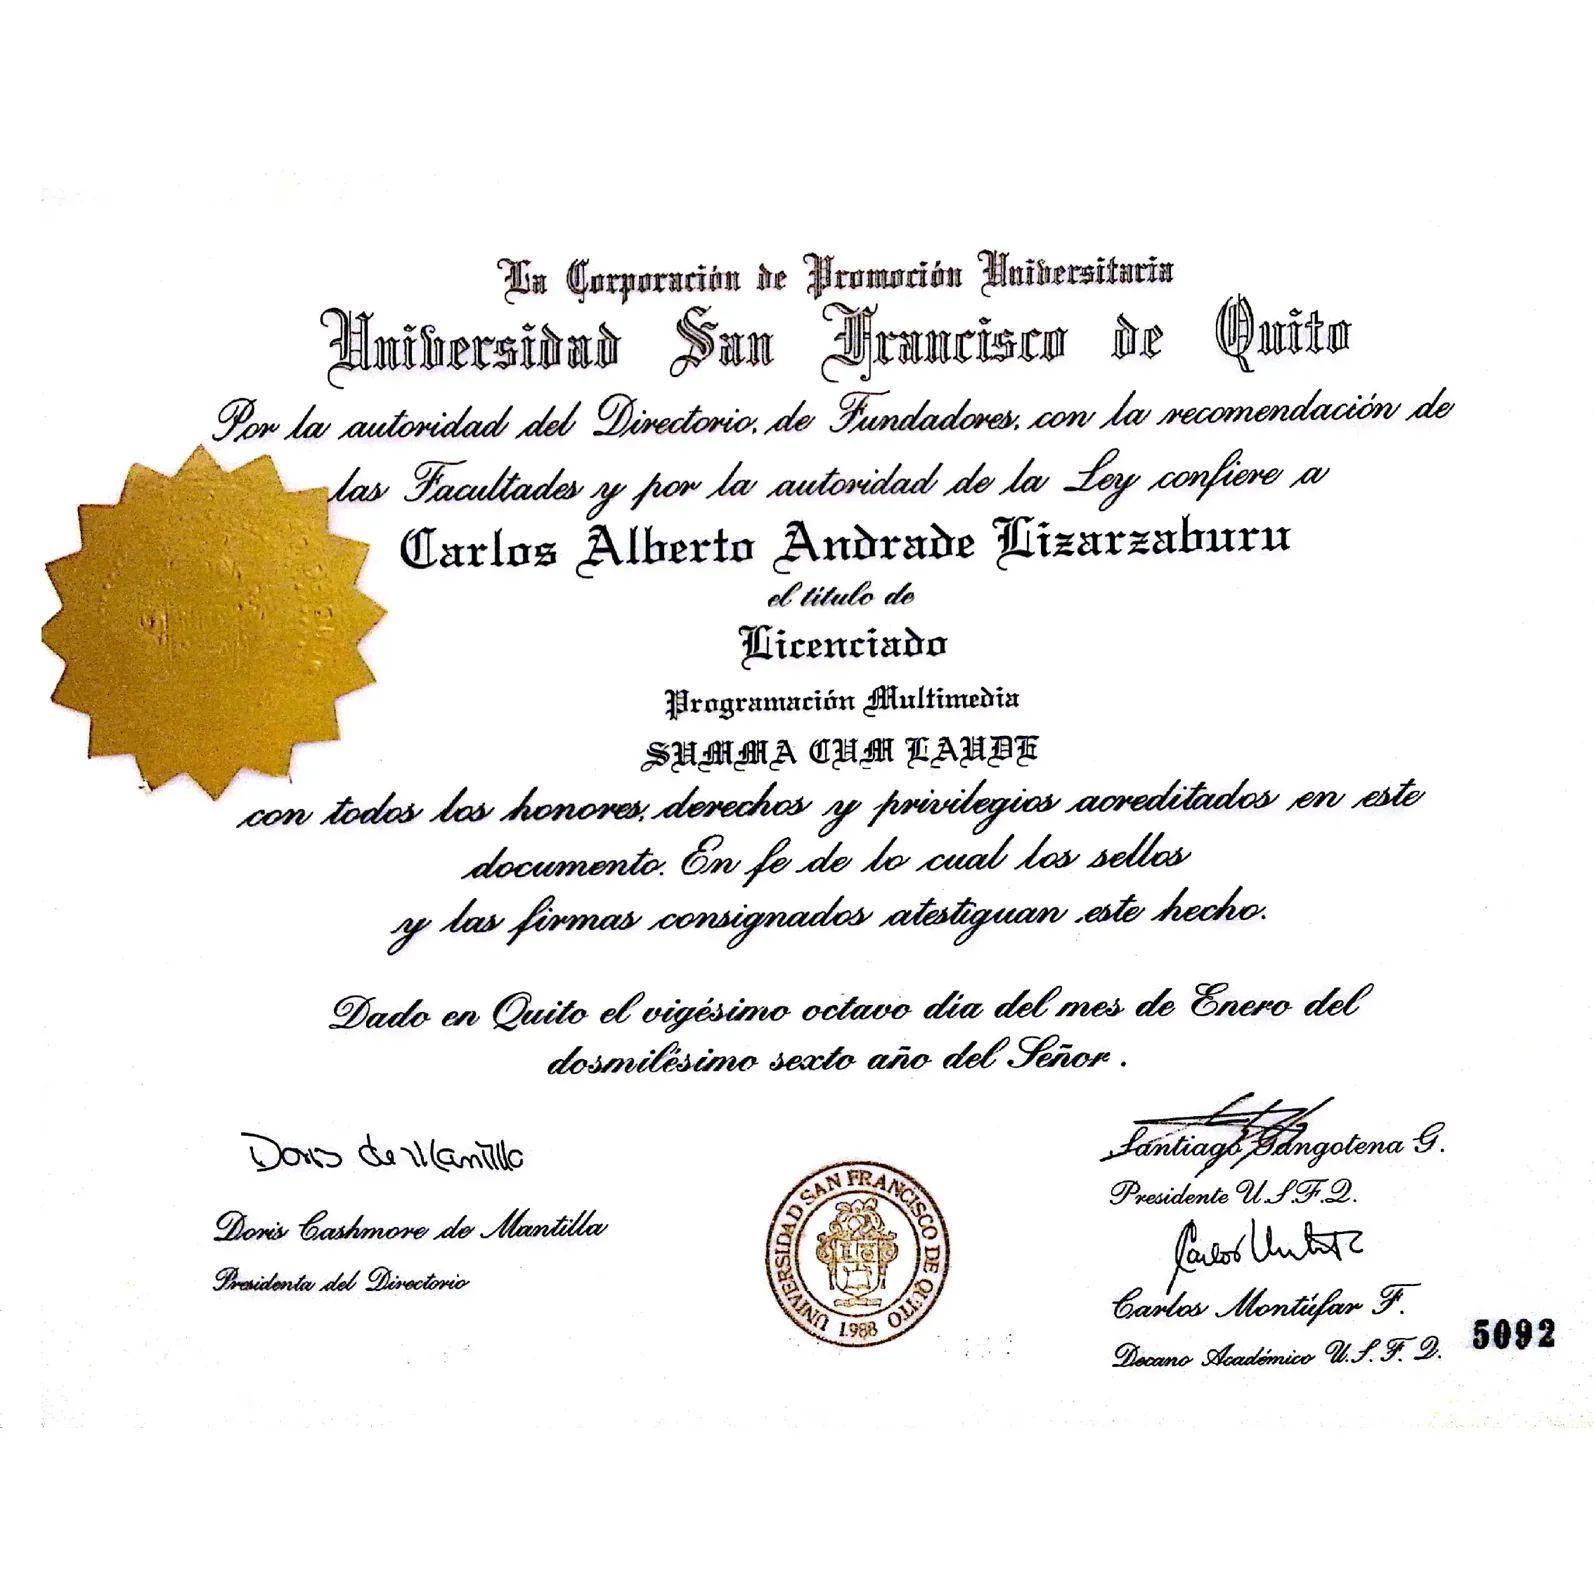 La Corporación de Promoción Universitaria
Universidad San Francisco de Quito
Por la autoridad del Directorio, de Fundadores, con la recomendación de
las Facultades y por la autoridad de la Ley confiere a
Carlos Alberto Andrade Lizarzaburu
el título de
Licenciado
Programación Multimedia
SUMMA CUM LAUDE
con todos los honores, derechos y privilegios acreditados en este
documento. En fe de lo cual los sellos
y las firmas consignados atestiguan este hecho.
Dado en Quito el vigésimo octavo día del mes de Enero del
dosmilésimo sexto año del Señor.
Doris de Mantilla
Doris Cashmore de Mantilla
Presidenta del Directorio
UNIVERSIDAD SAN FRANCISCO DE QUITO
1988
Santiago Gangotena G.
Presidente U.S.F.Q.
Carlos Montúfar F.
Decano Académico U.S.F.Q.
5092